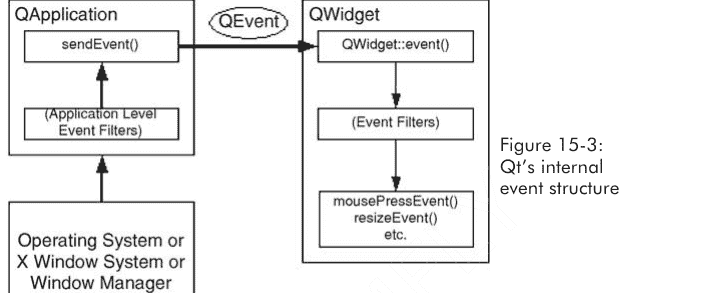 QApplication
sendEvent()
(Application Level
Event Filters)
Operating System or
X Window System or
Window Manager
QEvent
QWidget
QWidget::event()
(Event Filters)
mousePressEvent()
resizeEvent()
etc.
Figure 15-3:
Qt's internal
event structure